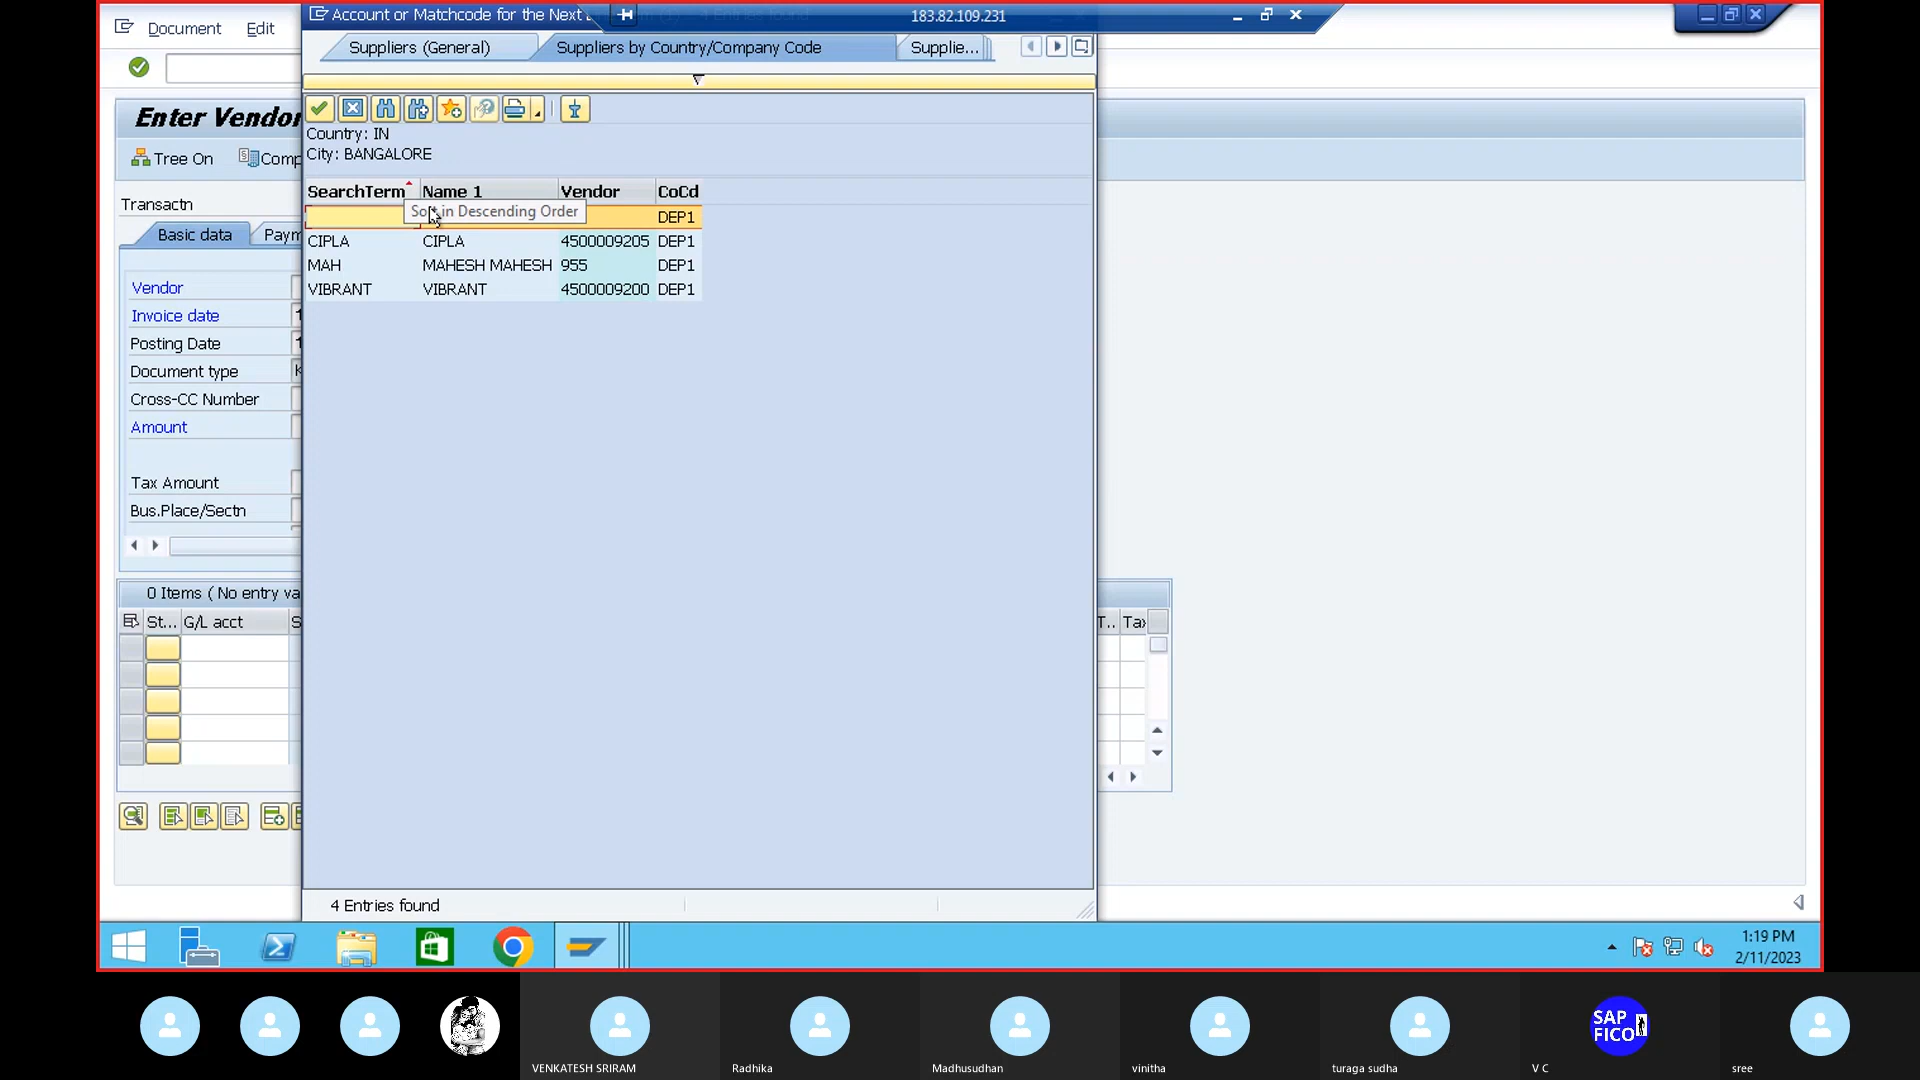 Account or Matchcode for the Next
183.82.109.231
Document Edit
Suppliers (General) Suppliers by Country/Company Code Supplie...
Enter Vendor
Country: IN
City: BANGALORE
Tree On Comp
SearchTerm Name 1 Vendor CoCd
Transactn
Sort in Descending Order
DEP1
Basic data Paym
CIPLA CIPLA 4500009205 DEP1
MAH MAHESH MAHESH 955 DEP1
VIBRANT VIBRANT 4500009200 DEP1
Vendor
Invoice date 1
Posting Date 1
Document type K
Cross-CC Number
Amount
Tax Amount
Bus.Place/Sectn
0 Items ( No entry va
St... G/L acct S T.. Tax
4 Entries found
1:19 PM
2/11/2023
SAP
FICO
VENKATESH SRIRAM Radhika Madhusudhan vinitha turaga sudha V C sree